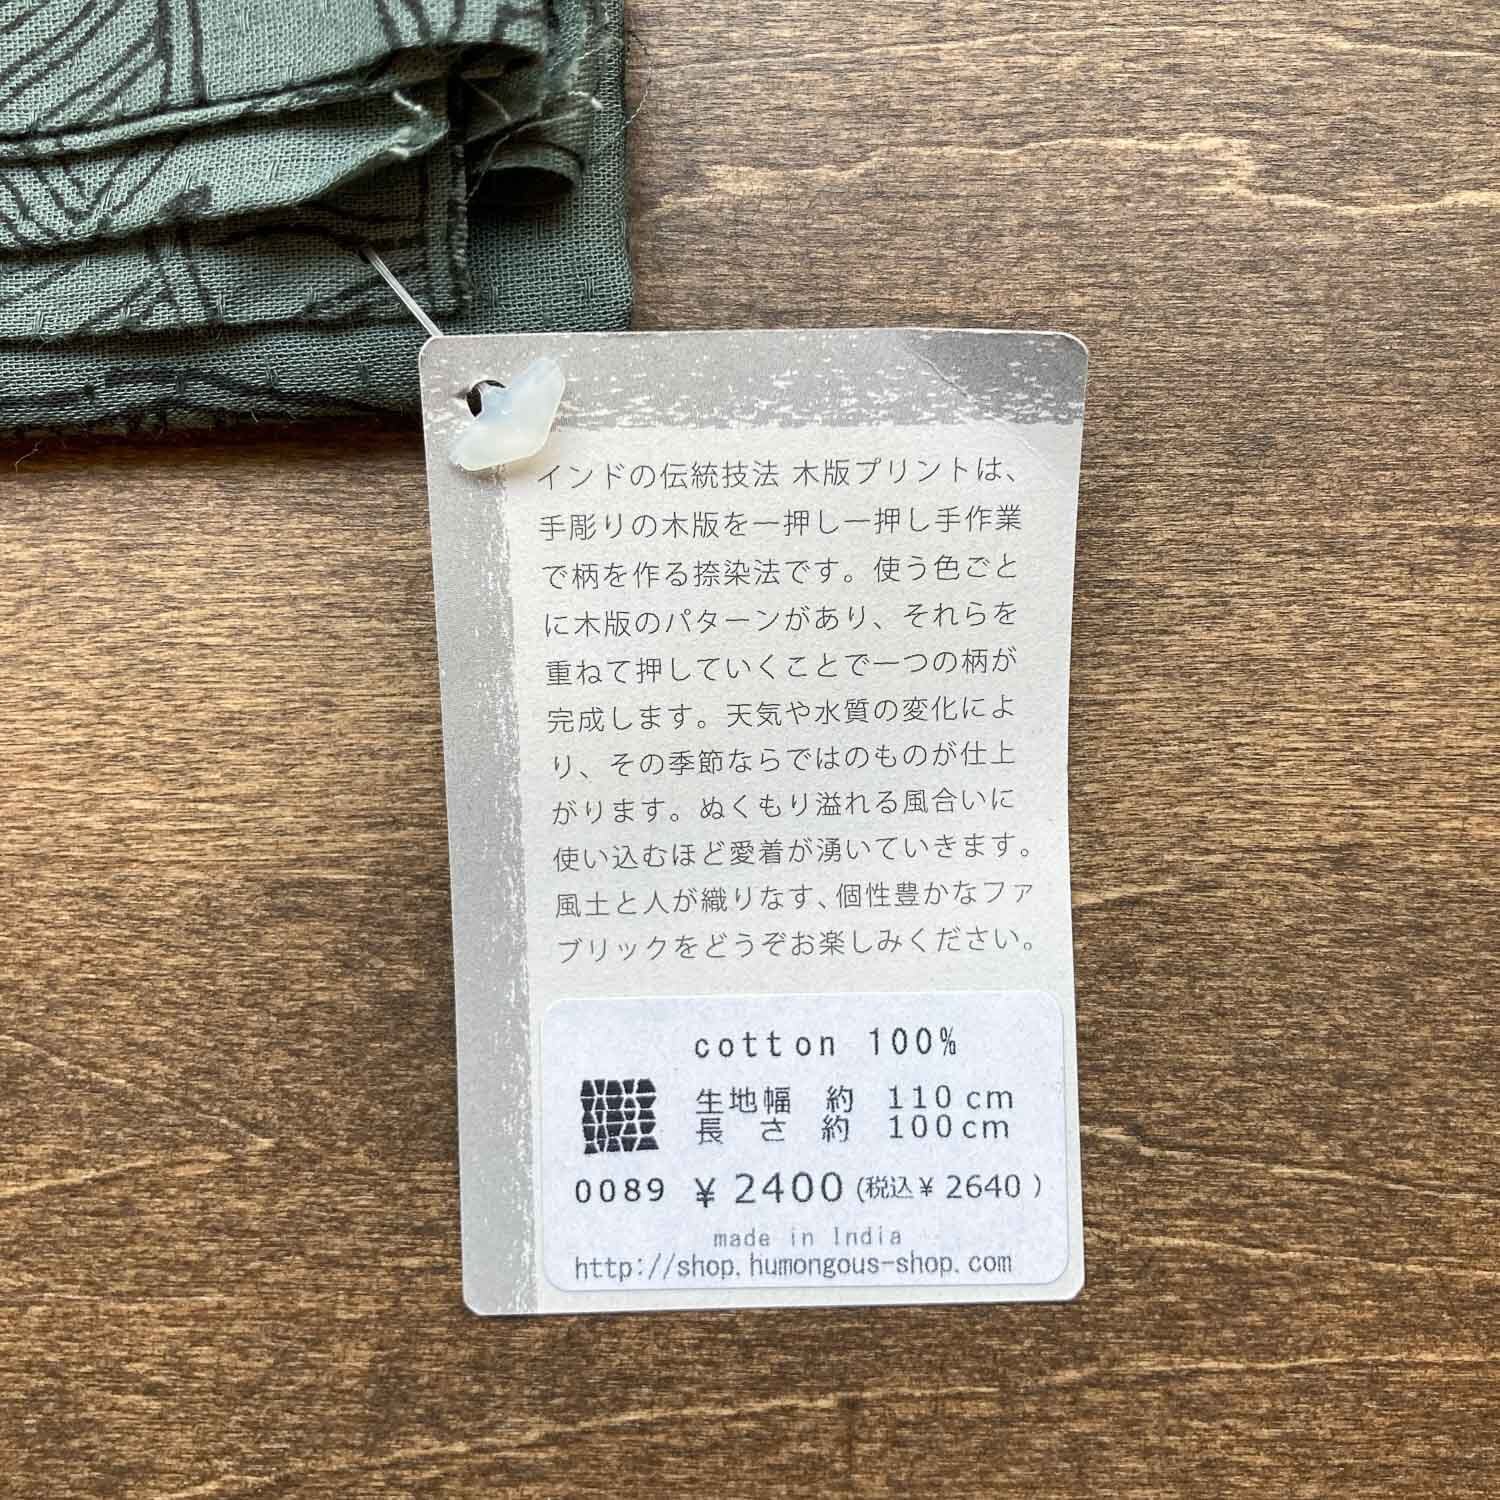 インドの伝統技法 木版プリントは、
手彫りの木版を一押し一押し手作業
で柄を作る捺染法です。使う色ごと
に木版のパターンがあり、それらを
重ねて押していくことで一つの柄が
完成します。天気や水質の変化によ
り、その季節ならではのものが仕上
がります。ぬくもり溢れる風合いに
使い込むほど愛着が湧いていきます。
風土と人が織りなす、個性豊かなファ
ブリックをどうぞお楽しみください。
cotton 100%
生地幅 約 110cm
長さ 約 100cm
0089 ¥2400(税込¥2640)
made in India
http://shop.humongous-shop.com